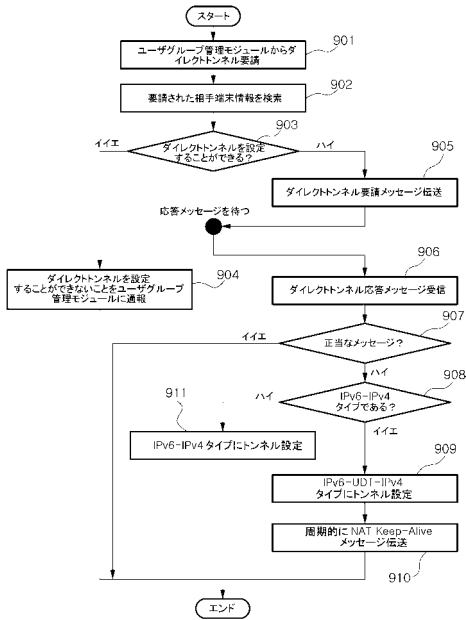 スタート
ユーザグループ管理モジュールからダ
イレクトトンネル要請
901
要請された相手端末情報を検索
902
903
イイエ
ダイレクトトンネルを設定
することができる？
ハイ
905
ダイレクトトンネル要請メッセージ伝送
応答メッセージを待つ
906
ダイレクトトンネルを設定
することができないことをユーザグループ
管理モジュールに通報
904
ダイレクトトンネル応答メッセージ受信
907
イイエ
正当なメッセージ？
ハイ
908
911
ハイ
IPv6-IPv4
タイプである？
イイエ
IPv6-IPv4タイプにトンネル設定
909
IPv6-UDT-IPv4
タイプにトンネル設定
周期的に NAT Keep-Alive
メッセージ伝送
910
エンド